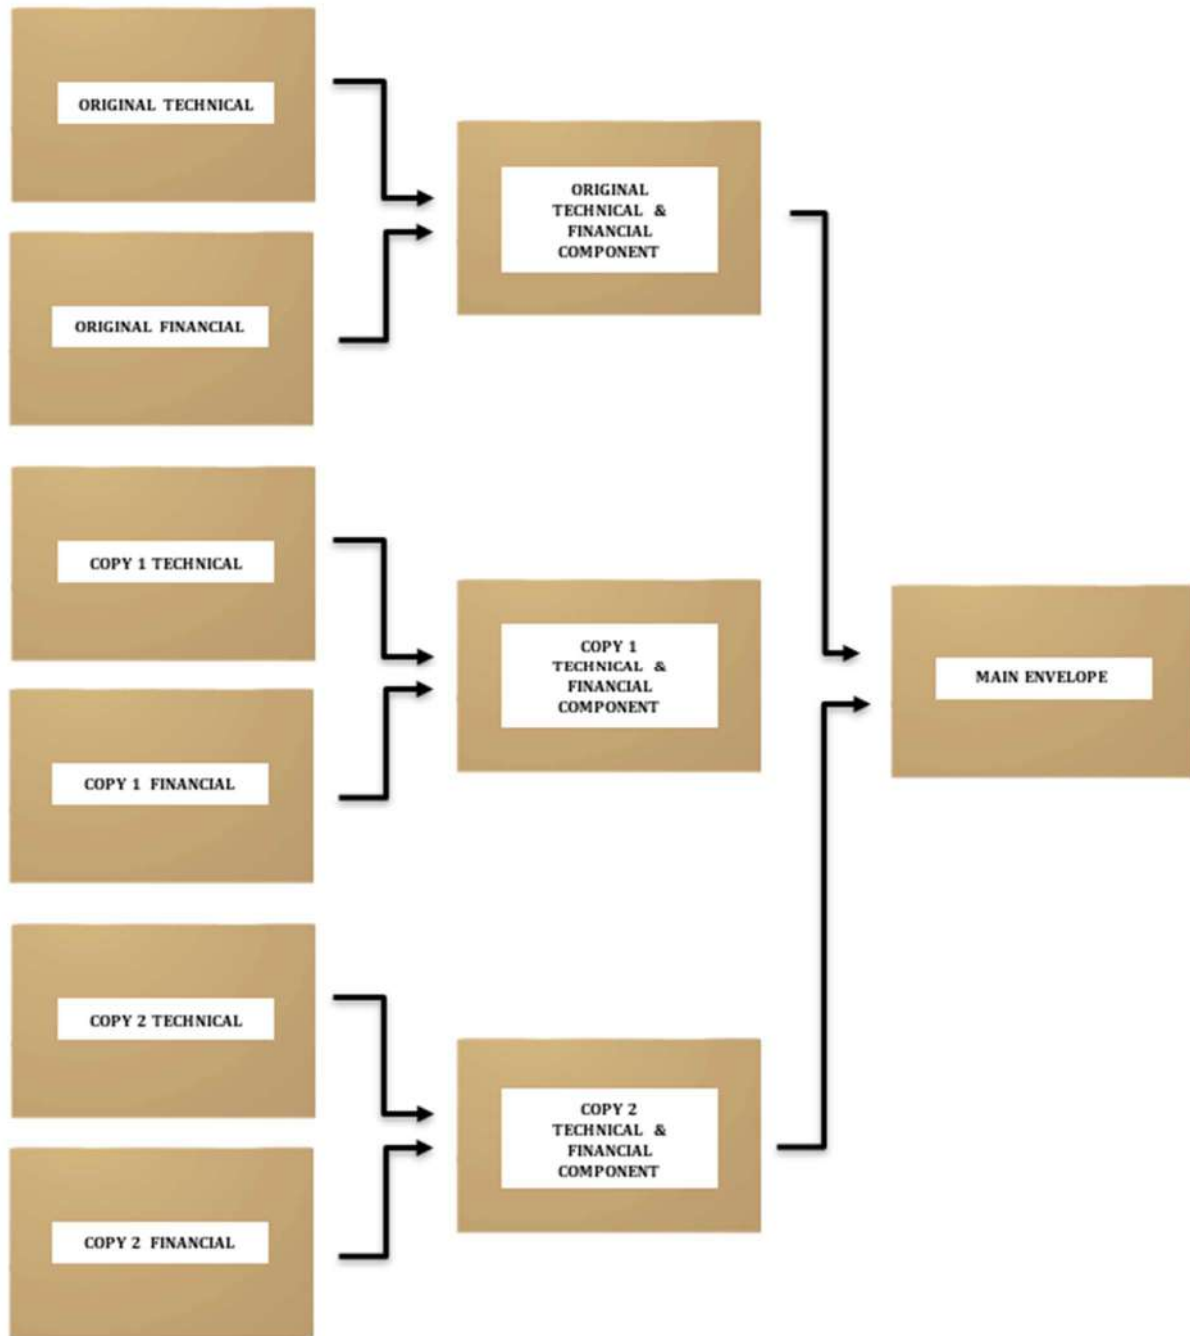 ORIGINAL TECHNICAL
ORIGINAL FINANCIAL
ORIGINAL
TECHNICAL &
FINANCIAL
COMPONENT
COPY 1 TECHNICAL
COPY 1 FINANCIAL
COPY 1
TECHNICAL &
FINANCIAL
COMPONENT
COPY 2 TECHNICAL
COPY 2 FINANCIAL
COPY 2
TECHNICAL &
FINANCIAL
COMPONENT
MAIN ENVELOPE